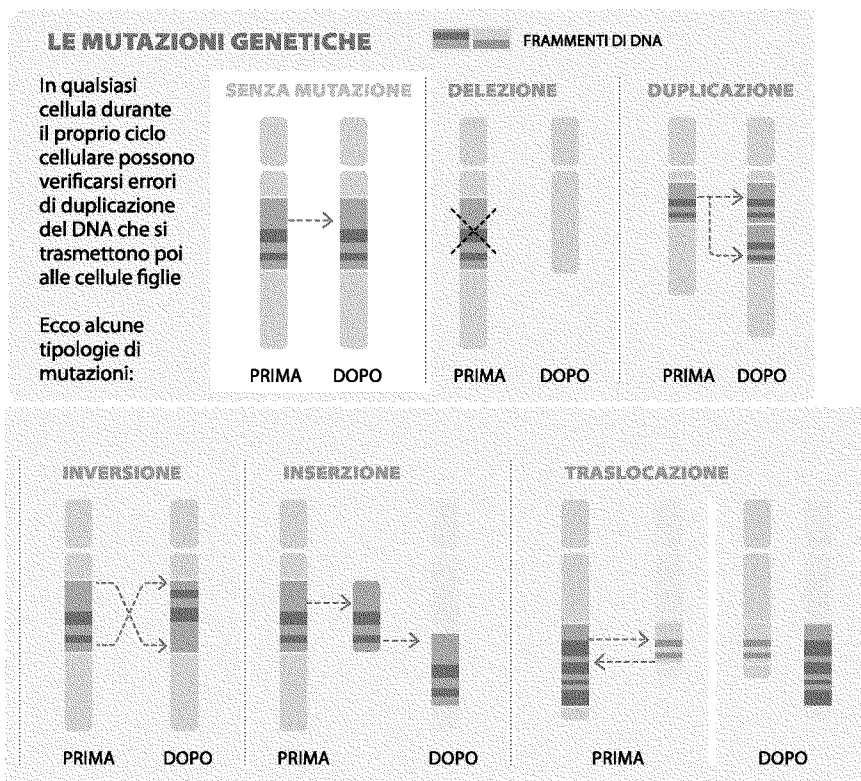 LE MUTAZIONI GENETICHE
FRAMMENTI DI DNA
In qualsiasi
cellula durante
il proprio ciclo
cellulare possono
verificarsi errori
di duplicazione
del DNA che si
trasmettono poi
alle cellule figlie
Ecco alcune
tipologie di
mutazioni:
SENZA MUTAZIONE
PRIMA DOPO
DELEZIONE
PRIMA DOPO
DUPLICAZIONE
PRIMA DOPO
INVERSIONE
PRIMA DOPO
INSERZIONE
PRIMA DOPO
TRASLOCAZIONE
PRIMA DOPO